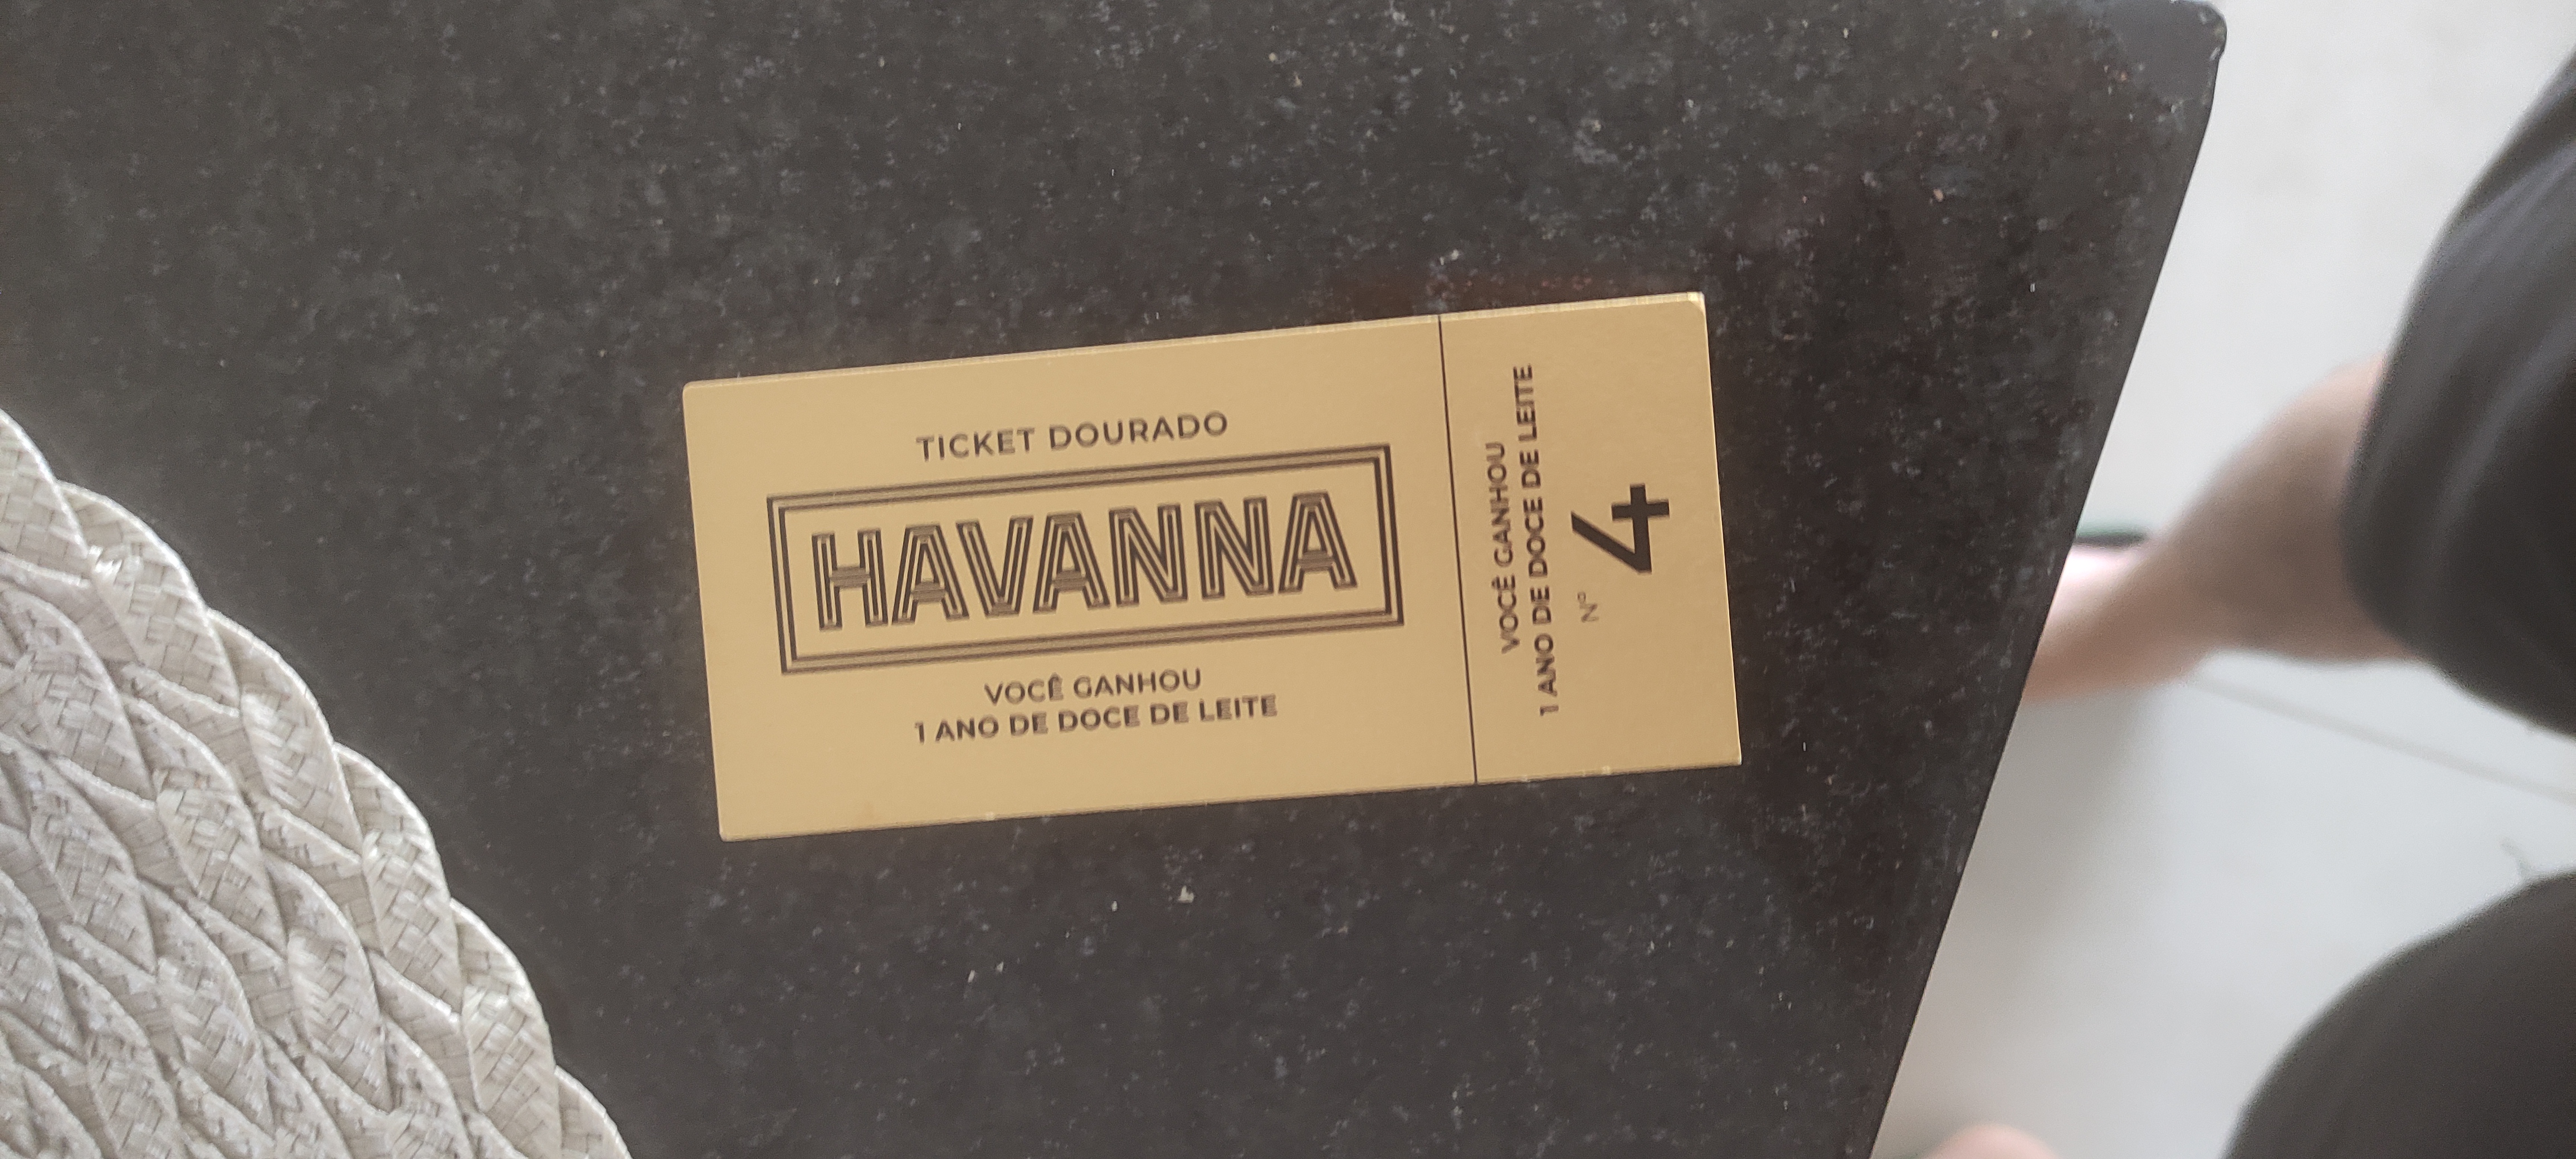 TICKET DOURADO
HAVANNA
VOCÊ GANHOU
1 ANO DE DOCE DE LEITE
VOCÊ GANHOU
1 ANO DE DOCE DE LEITE
Nº 4